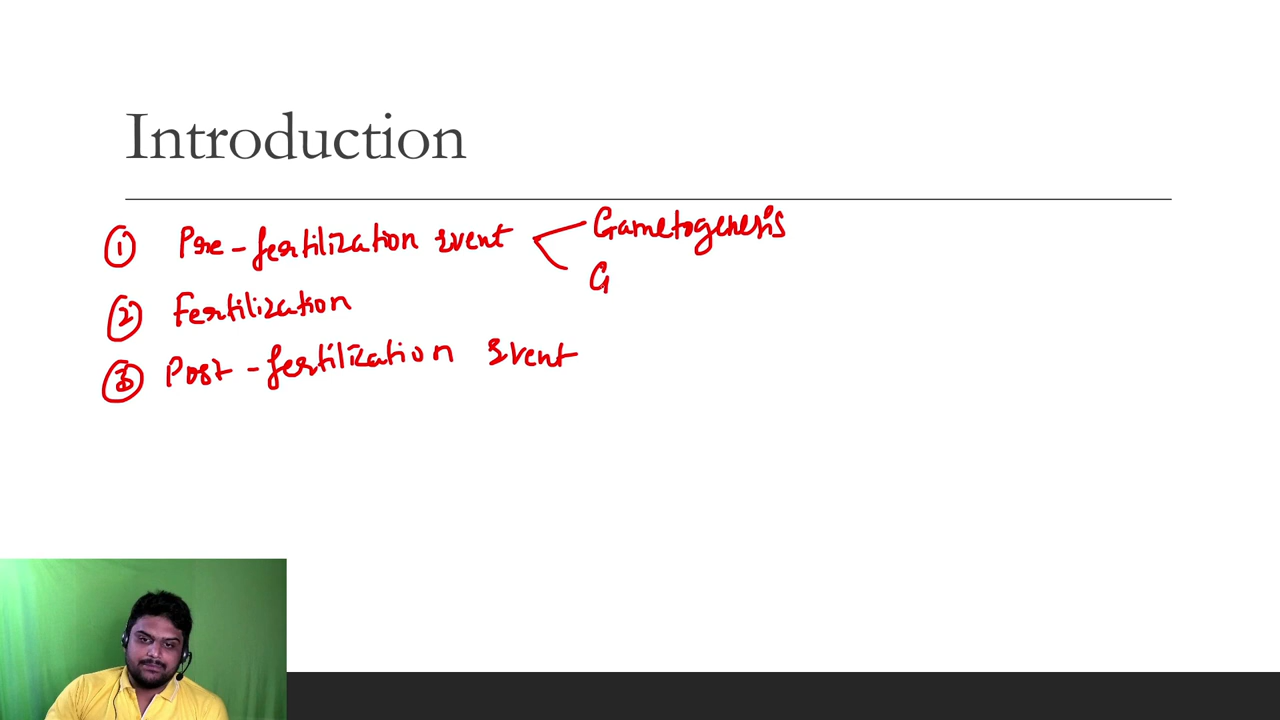 Introduction
① Pre-fertilization event Gametogenesis
G
② Fertilization
③ Post-fertilization event